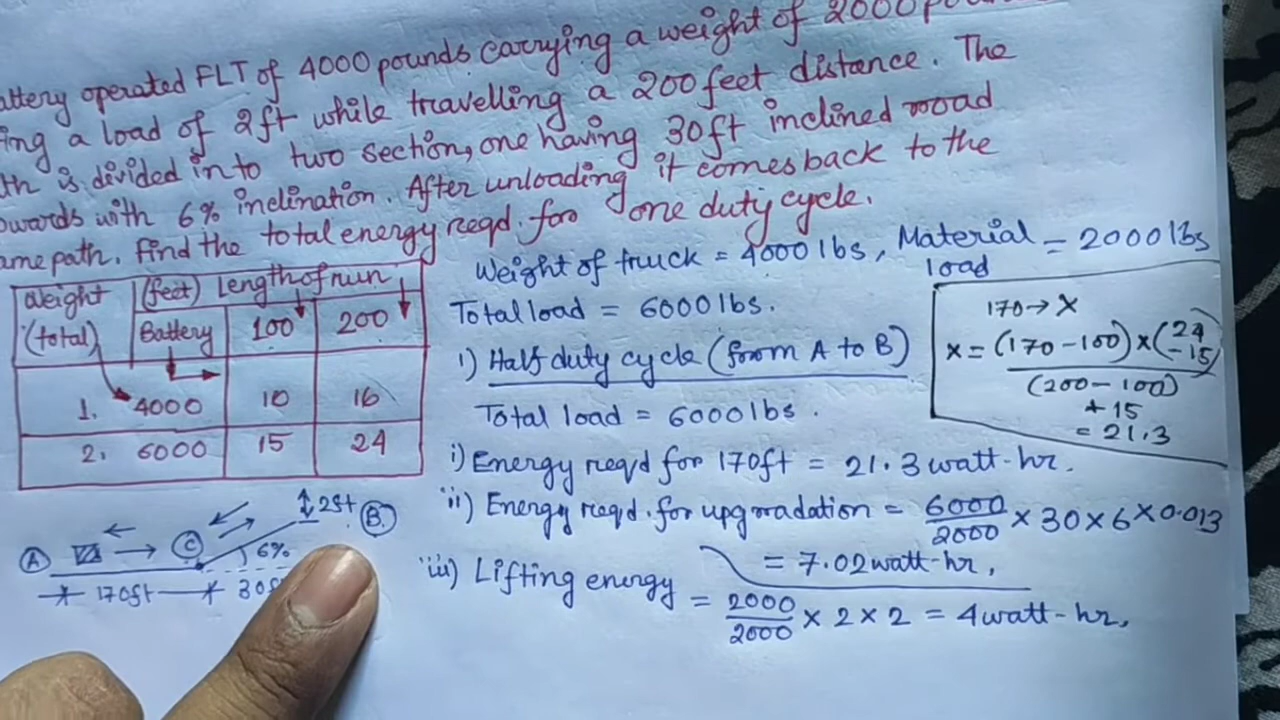 attery operated FLT of 4000 pounds carrying a weight of 2000
ing a load of 2ft while travelling a 200 feet distance. The
th is divided in to two section, one having 30ft inclined road
owards with 6% inclination. After unloading it comes back to the
ame path. find the total energy reqd. for one duty cycle.
Weight of truck = 4000 lbs, Material load = 2000 lbs
Total load = 6000 lbs.
Weight (total) (feet) Length of run
Battery 100 200
1. 4000 10 16
2. 6000 15 24
170 → x
x = (170 - 100) × (24 - 15)
(200 - 100)
+ 15
= 21.3
1) Half duty cycle (from A to B)
Total load = 6000 lbs.
i) Energy reqd for 170ft = 21.3 watt-hr.
ii) Energy reqd. for upgradation = 6000/2000 × 30 × 6 × 0.013
= 7.02 watt-hr,
iii) Lifting energy = 2000/2000 × 2 × 2 = 4 watt-hr,
2ft B.
A C 6%
170ft 30f